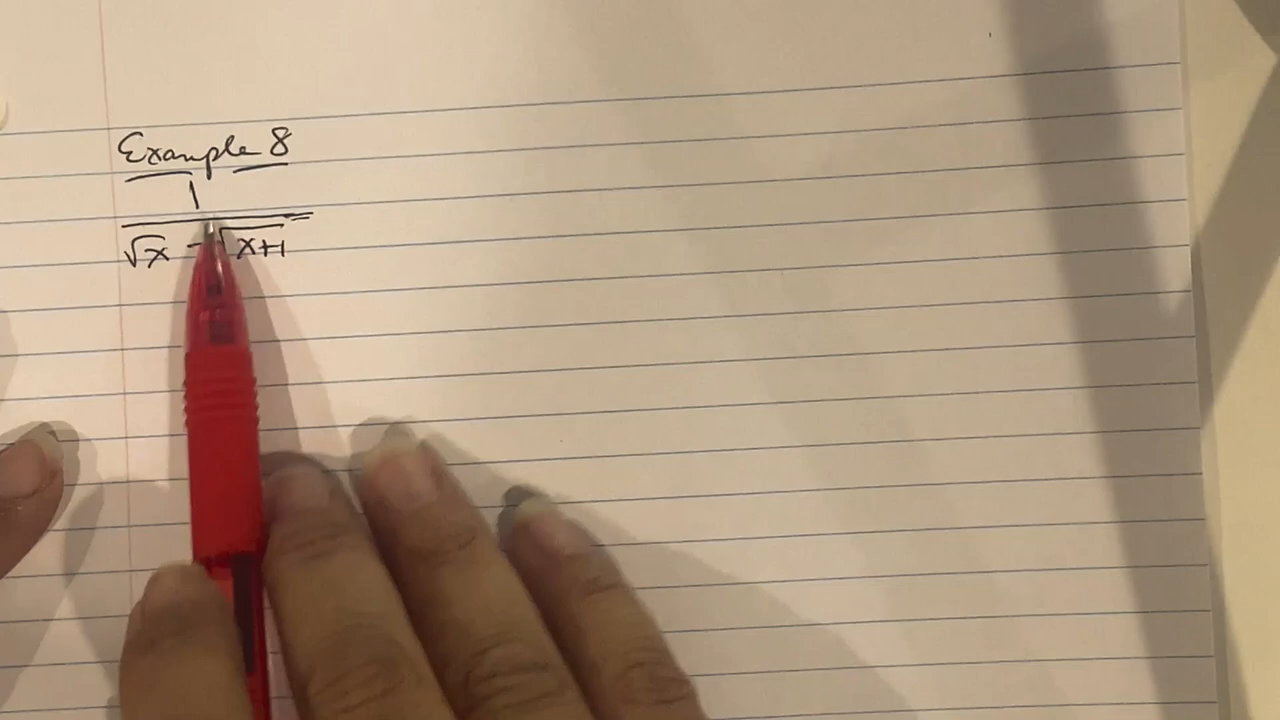 Example 8
1
√x - √x+1 =